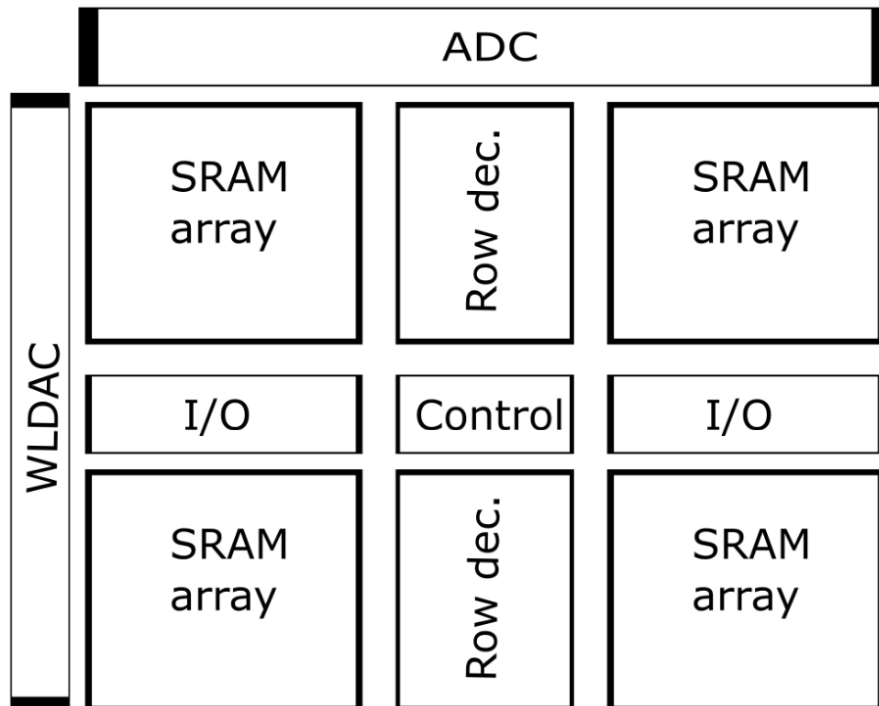 ADC
WLDAC
SRAM
array
Row dec.
SRAM
array
I/O
Control
I/O
SRAM
array
Row dec.
SRAM
array